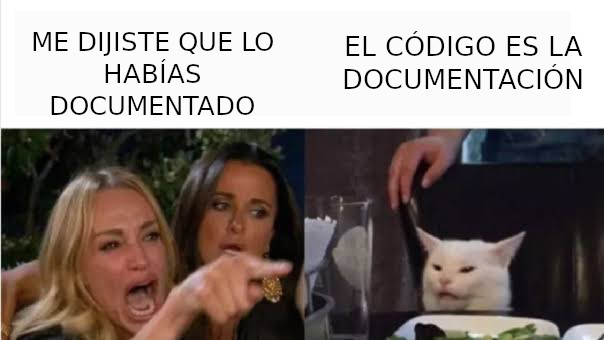 ME DIJISTE QUE LO
HABÍAS
DOCUMENTADO
EL CÓDIGO ES LA
DOCUMENTACIÓN